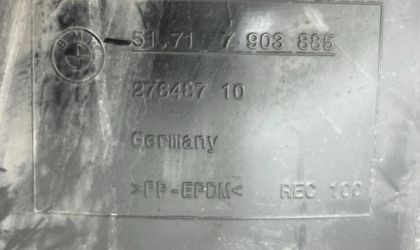 BMW
51.71 7 903 885
276487 10
Germany
>PP-EPDM< REC 100